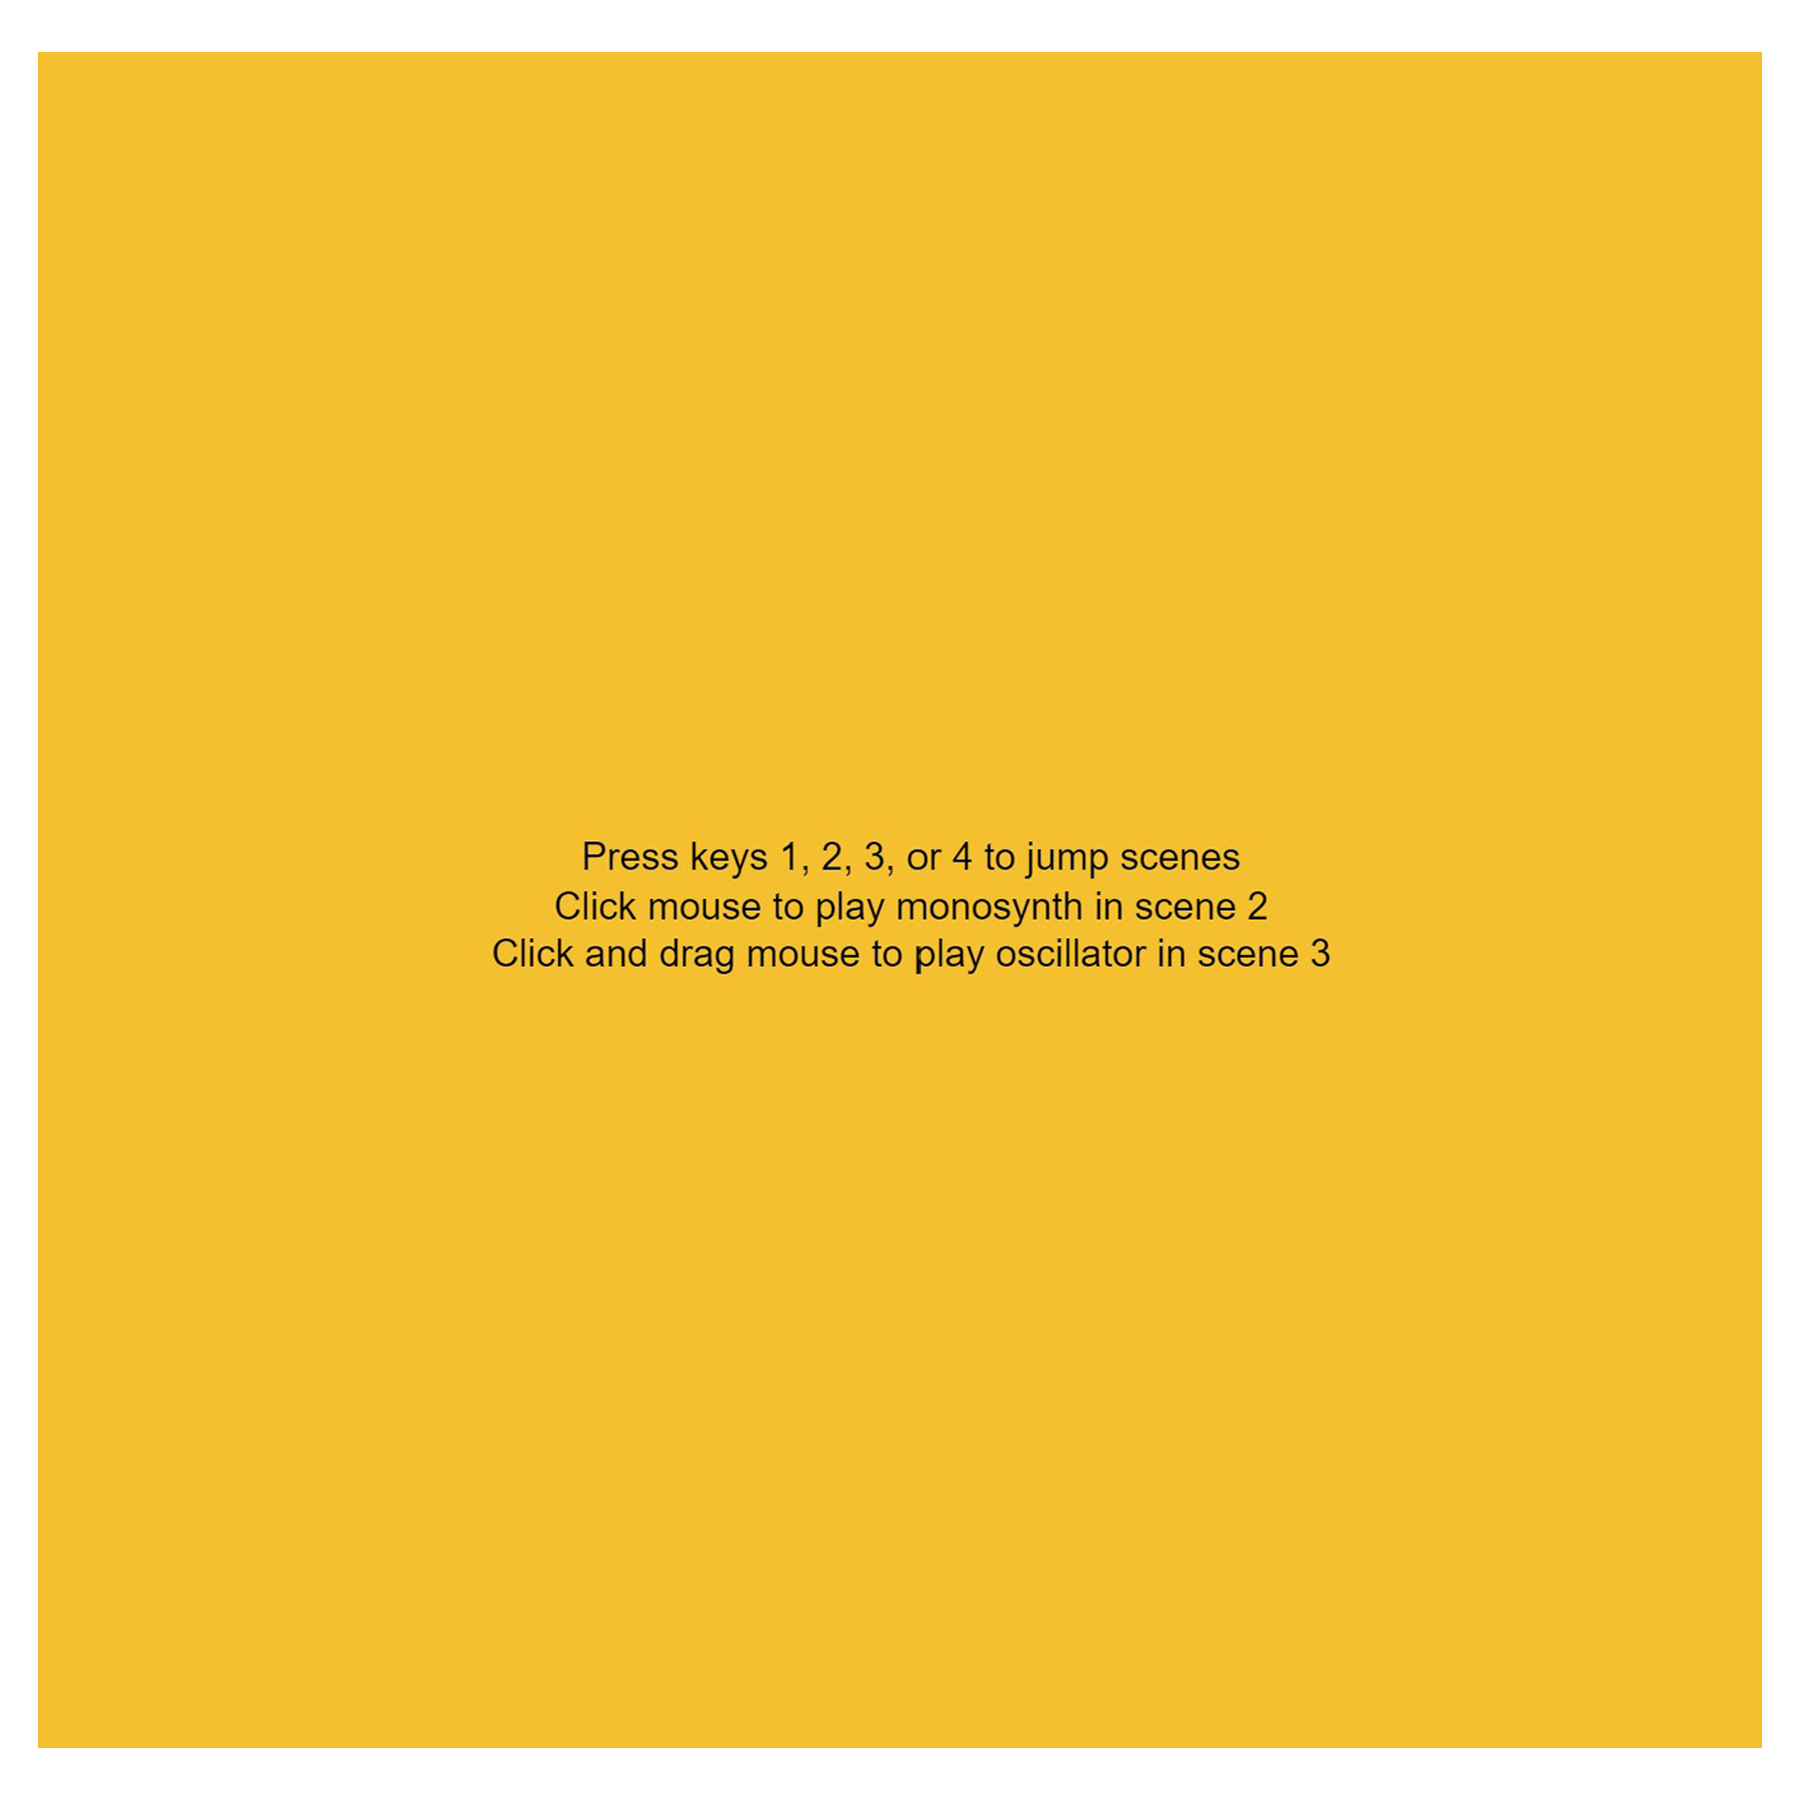 Press keys 1, 2, 3, or 4 to jump scenes
Click mouse to play monosynth in scene 2
Click and drag mouse to play oscillator in scene 3